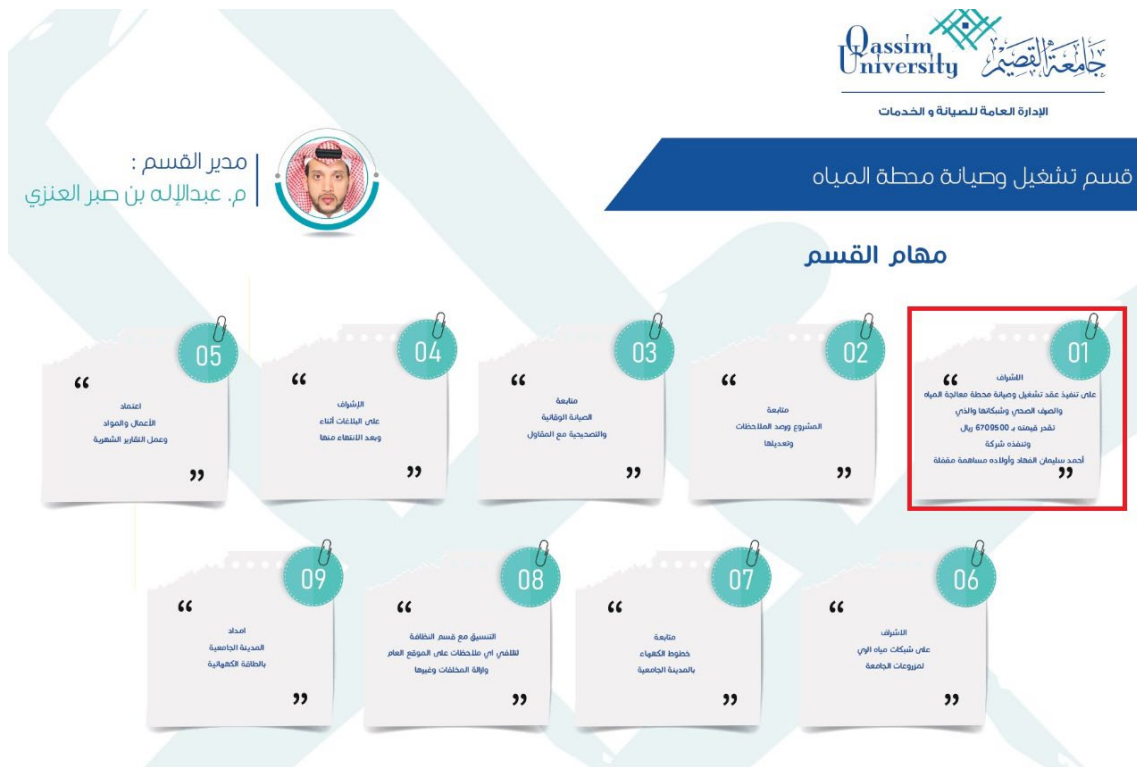 Qassim
University
جامعة القصيم
الإدارة العامة للصيانة و الخدمات
قسم تشغيل وصيانة محطة المياه
مدير القسم :
م. عبدالإله بن صبر العنزي
مهام القسم
01
الاشراف
على تنفيذ عقد تشغيل وصيانة محطة معالجة المياه
والصرف الصحي وشبكاتها والذي
تقدر قيمته بـ 6709500 ريال
وتنفذه شركة
أحمد سليمان الفهاد وأولاده مساهمة مقفلة
02
متابعة
المشروع ورصد الملاحظات
وتعديلها
03
متابعة
الصيانة الوقائية
والتصحيحية مع المقاول
04
الإشراف
على البلاغات أثناء
وبعد الانتهاء منها
05
اعتماد
الأعمال والمواد
وعمل التقارير الشهرية
06
الاشراف
على شبكات مياه الري
لمزروعات الجامعة
07
متابعة
خطوط الكهرباء
بالمدينة الجامعية
08
التنسيق مع قسم النظافة
لتلافي اي ملاحظات على الموقع العام
وازالة المخلفات وغيرها
09
امداد
المدينة الجامعية
بالطاقة الكهربائية